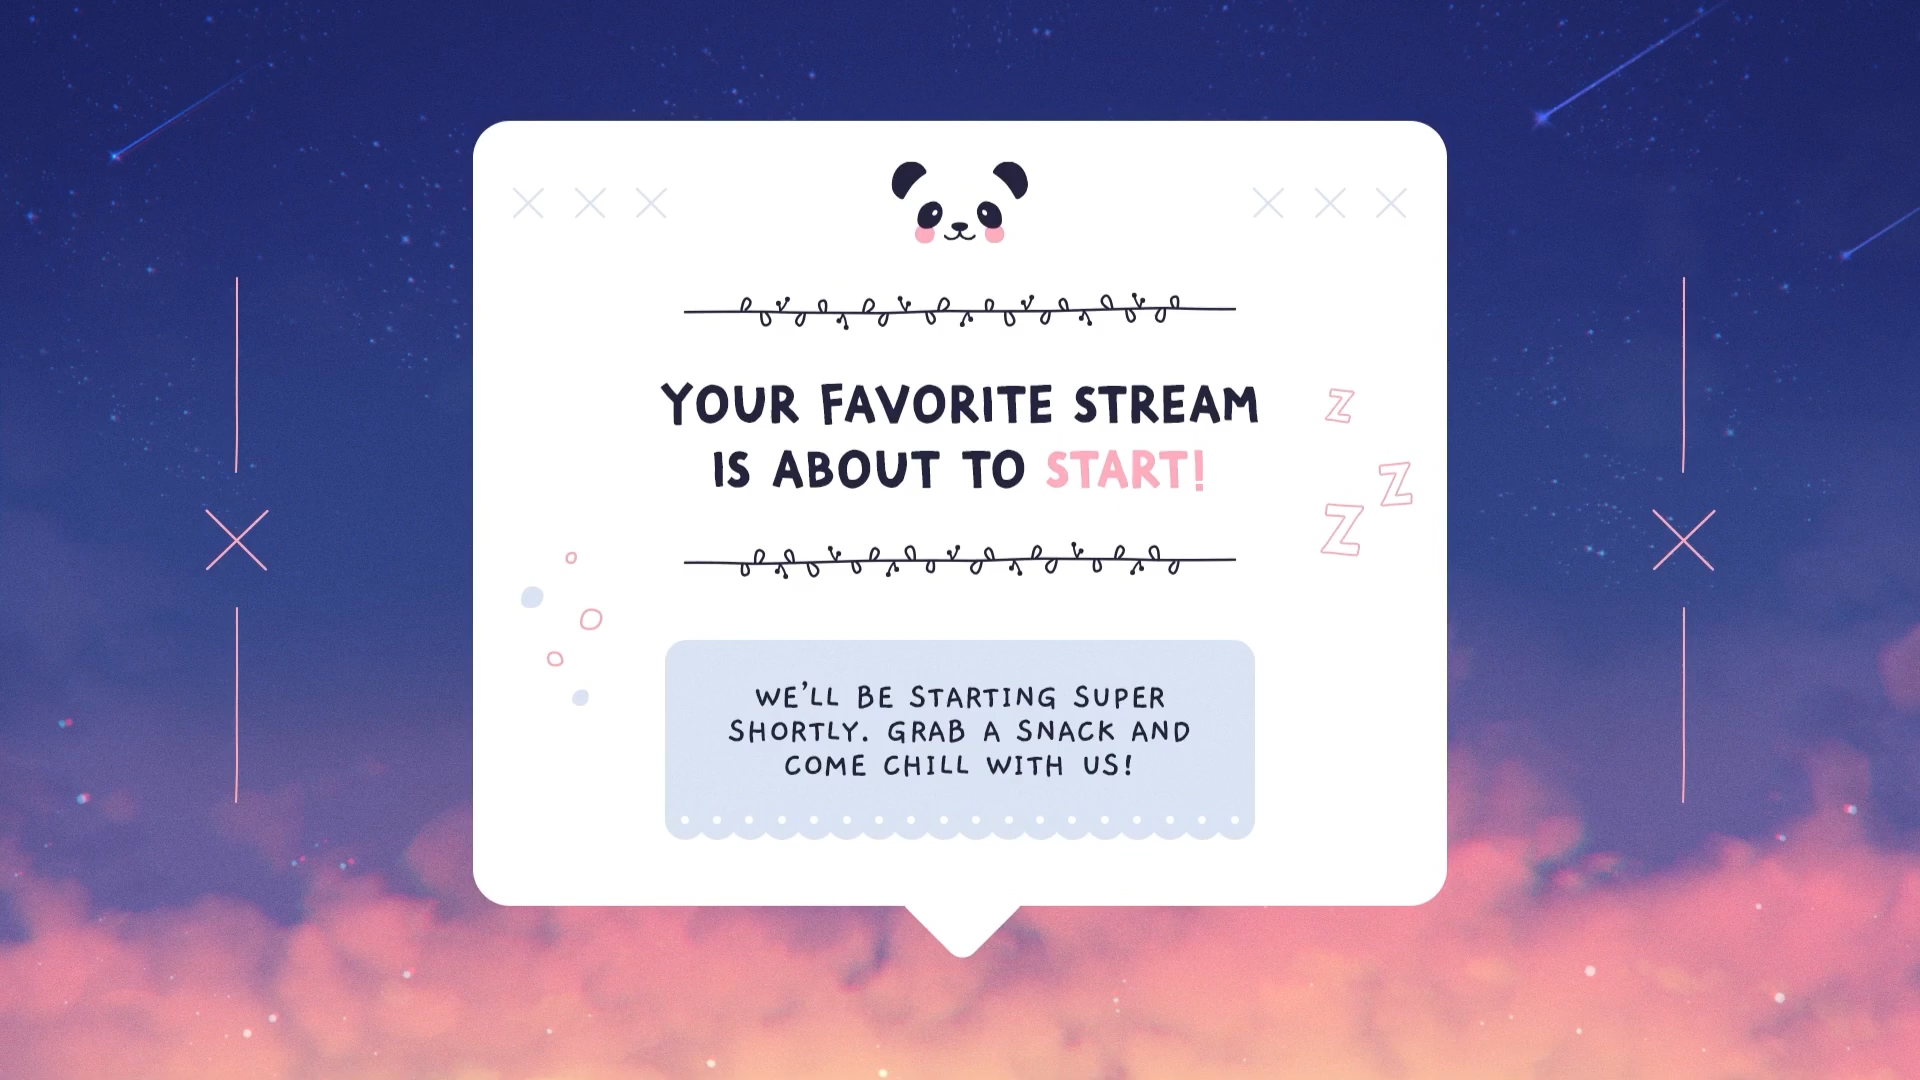 YOUR FAVORITE STREAM
IS ABOUT TO START!
Z
Z
Z
WE'LL BE STARTING SUPER
SHORTLY. GRAB A SNACK AND
COME CHILL WITH US!